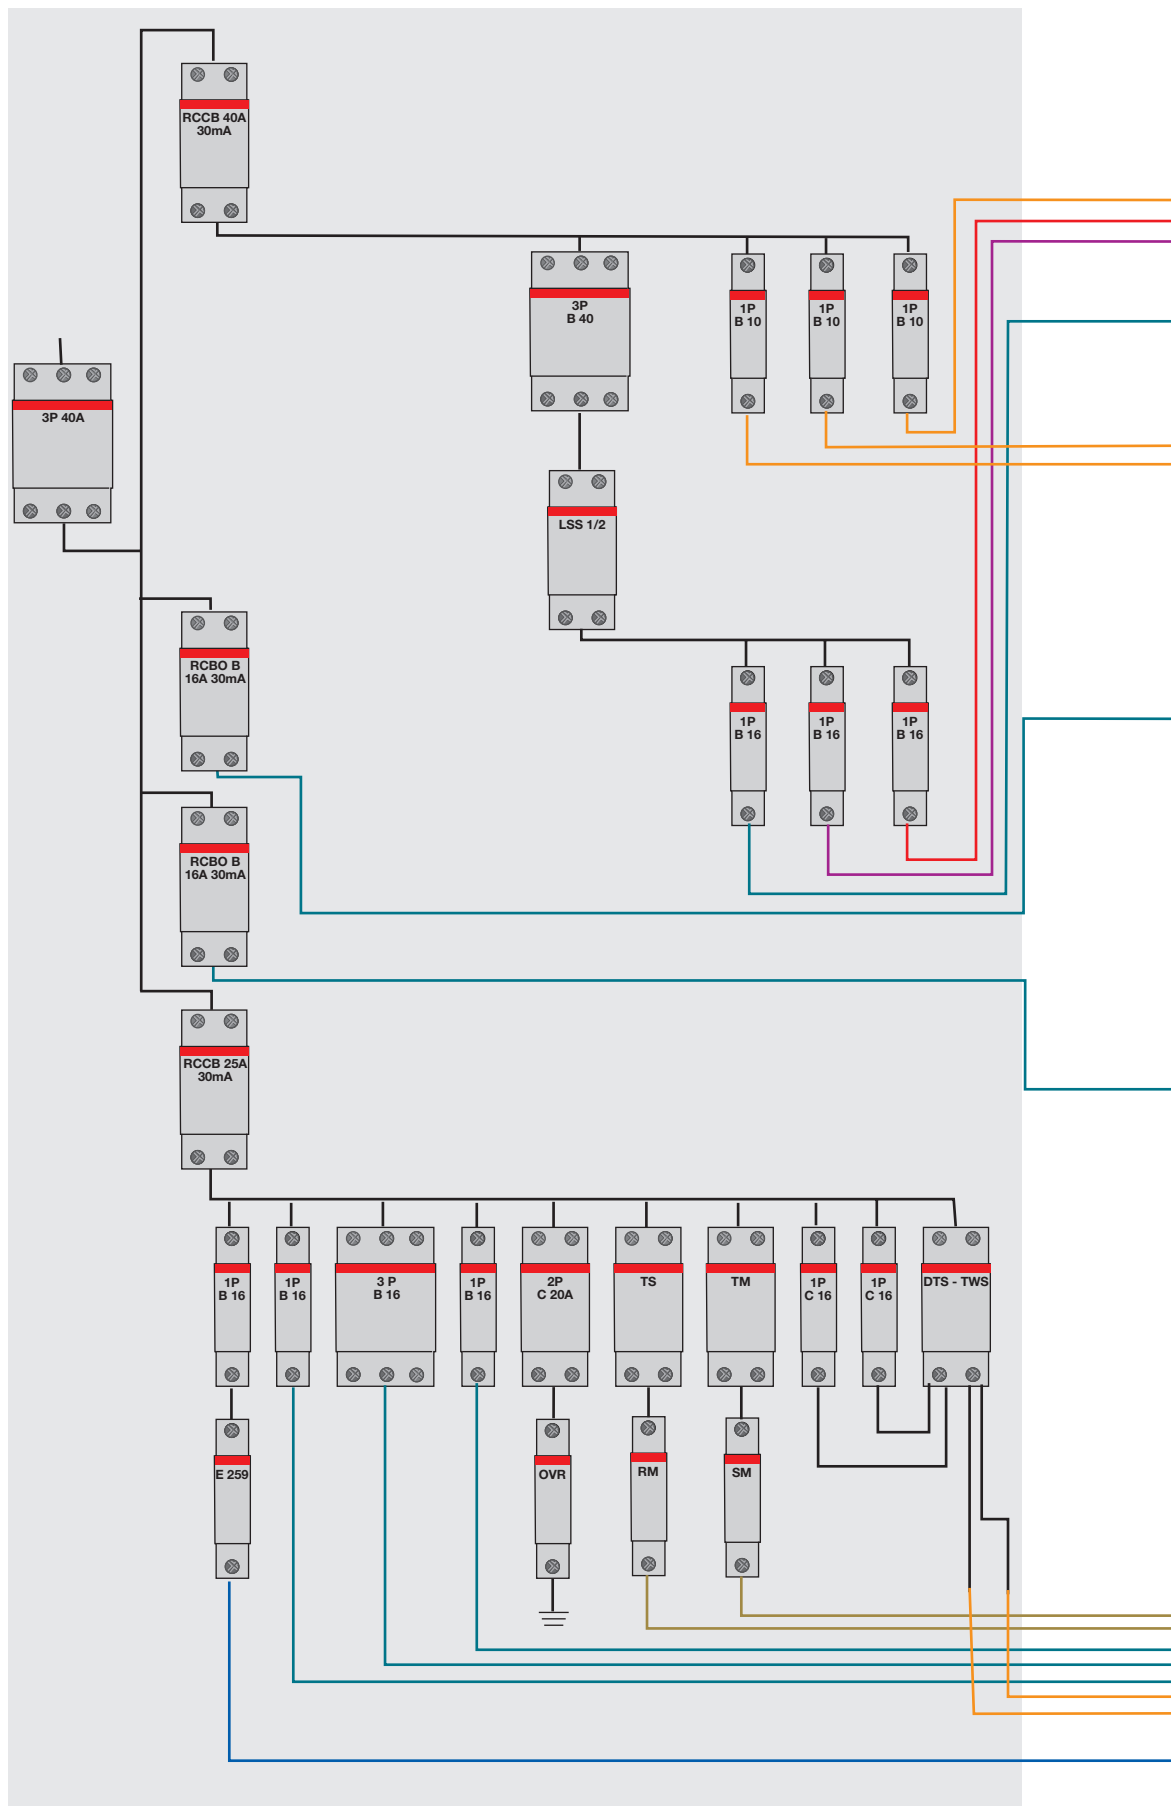 RCCB 40A
30mA
3P
B 40
1P
B 10
1P
B 10
1P
B 10
3P 40A
LSS 1/2
RCBO B
16A 30mA
1P
B 16
1P
B 16
1P
B 16
RCBO B
16A 30mA
RCCB 25A
30mA
1P
B 16
1P
B 16
3 P
B 16
1P
B 16
2P
C 20A
TS
TM
1P
C 16
1P
C 16
DTS - TWS
E 259
OVR
RM
SM